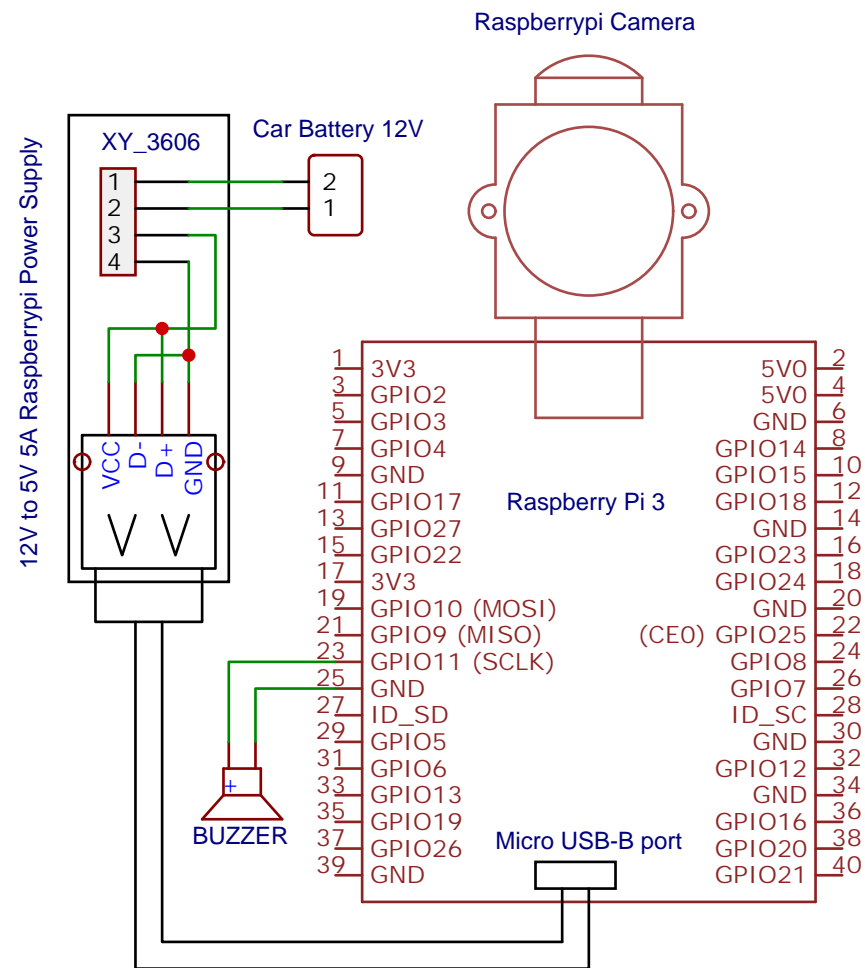 Raspberrypi Camera
12V to 5V 5A Raspberrypi Power Supply
XY_3606
1
2
3
4
Car Battery 12V
2
1
VCC
D-
D+
GND
Raspberry Pi 3
1 3V3
3 GPIO2
5 GPIO3
7 GPIO4
9 GND
11 GPIO17
13 GPIO27
15 GPIO22
17 3V3
19 GPIO10 (MOSI)
21 GPIO9 (MISO)
23 GPIO11 (SCLK)
25 GND
27 ID_SD
29 GPIO5
31 GPIO6
33 GPIO13
35 GPIO19
37 GPIO26
39 GND
5V0 2
5V0 4
GND 6
GPIO14 8
GPIO15 10
GPIO18 12
GND 14
GPIO23 16
GPIO24 18
GND 20
(CE0) GPIO25 22
GPIO8 24
GPIO7 26
ID_SC 28
GND 30
GPIO12 32
GND 34
GPIO16 36
GPIO20 38
GPIO21 40
+
BUZZER
Micro USB-B port